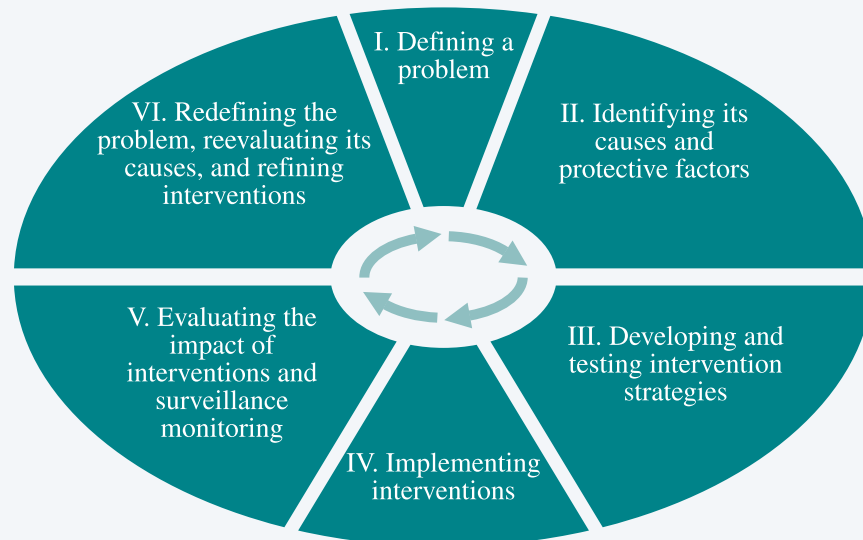 I. Defining a
problem
II. Identifying its
causes and
protective factors
III. Developing and
testing intervention
strategies
IV. Implementing
interventions
V. Evaluating the
impact of
interventions and
surveillance
monitoring
VI. Redefining the
problem, reevaluating its
causes, and refining
interventions